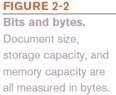 FIGURE 2-2
Bits and bytes.
Document size,
storage capacity, and
memory capacity are
all measured in bytes.